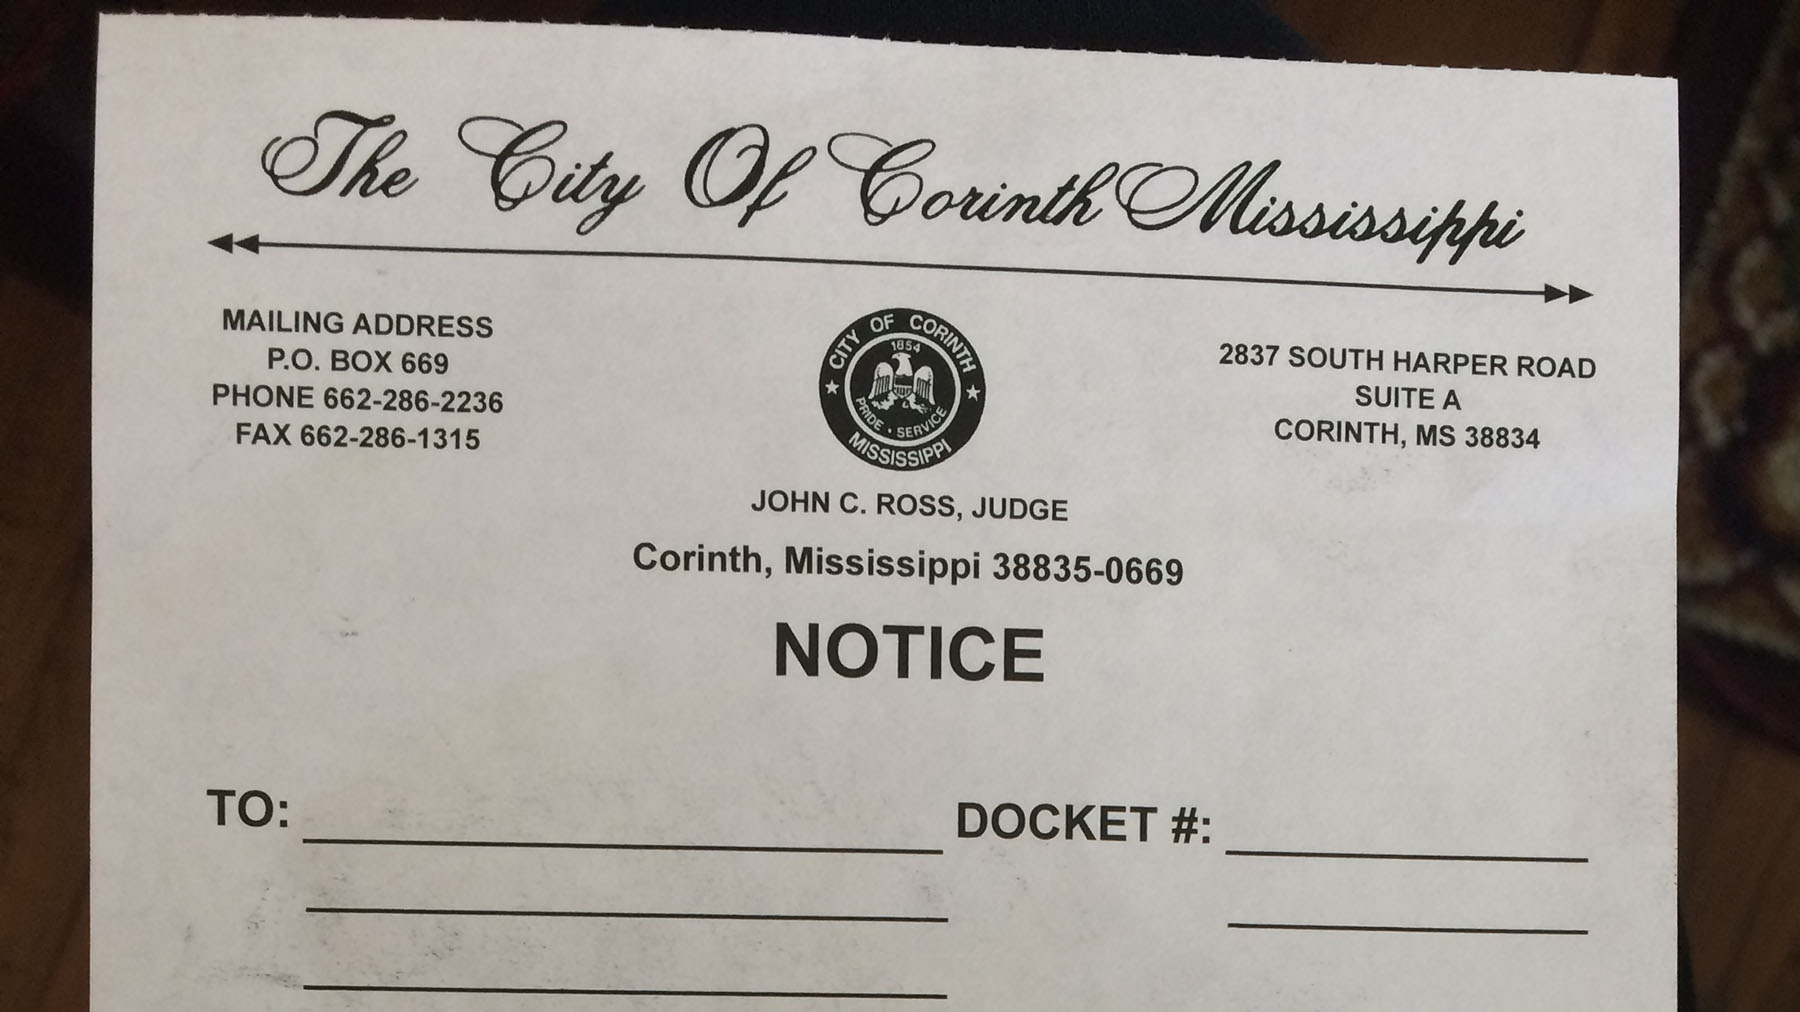 The City Of Corinth Mississippi
MAILING ADDRESS
P.O. BOX 669
PHONE 662-286-2236
FAX 662-286-1315
CITY OF CORINTH
1854
PRIDE • SERVICE
MISSISSIPPI
2837 SOUTH HARPER ROAD
SUITE A
CORINTH, MS 38834
JOHN C. ROSS, JUDGE
Corinth, Mississippi 38835-0669
NOTICE
TO: DOCKET #: